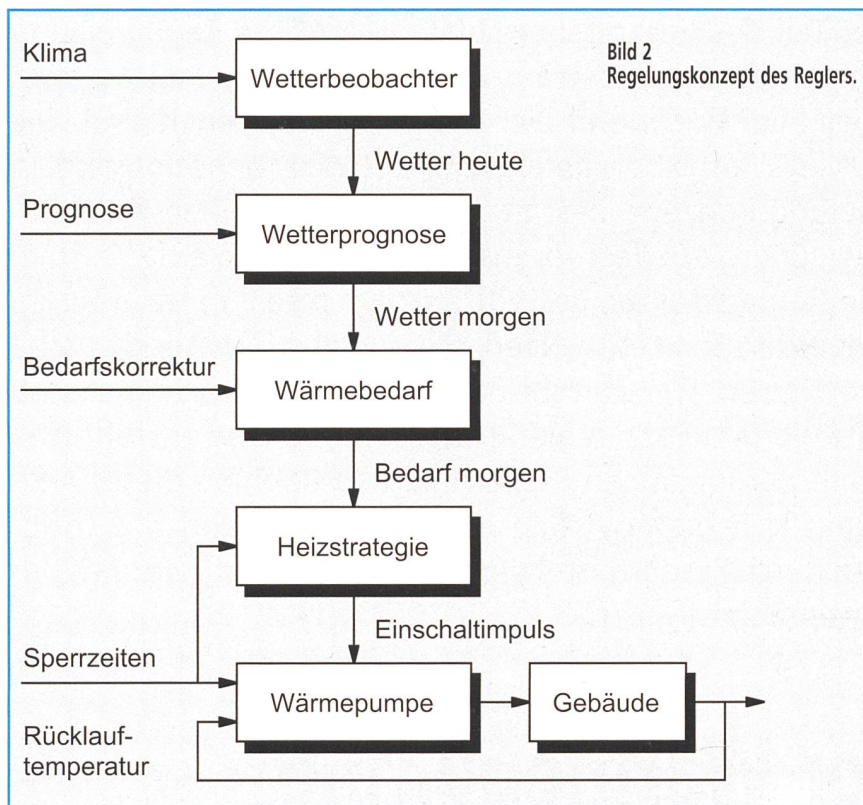 Klima
Wetterbeobachter
Bild 2
Regelungskonzept des Reglers.
Wetter heute
Prognose
Wetterprognose
Wetter morgen
Bedarfskorrektur
Wärmebedarf
Bedarf morgen
Heizstrategie
Einschaltimpuls
Sperrzeiten
Wärmepumpe
Gebäude
Rücklauf-
temperatur